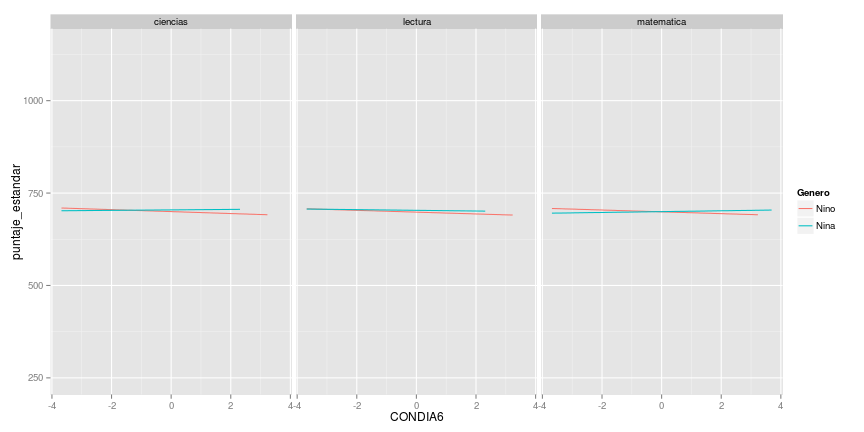 ciencias lectura matematica
1000
750
500
250
puntaje_estandar
-4 -2 0 2 4 -2 0 2 4 -4 -2 0 2 4
CONDIA6
Genero
Nino
Nina